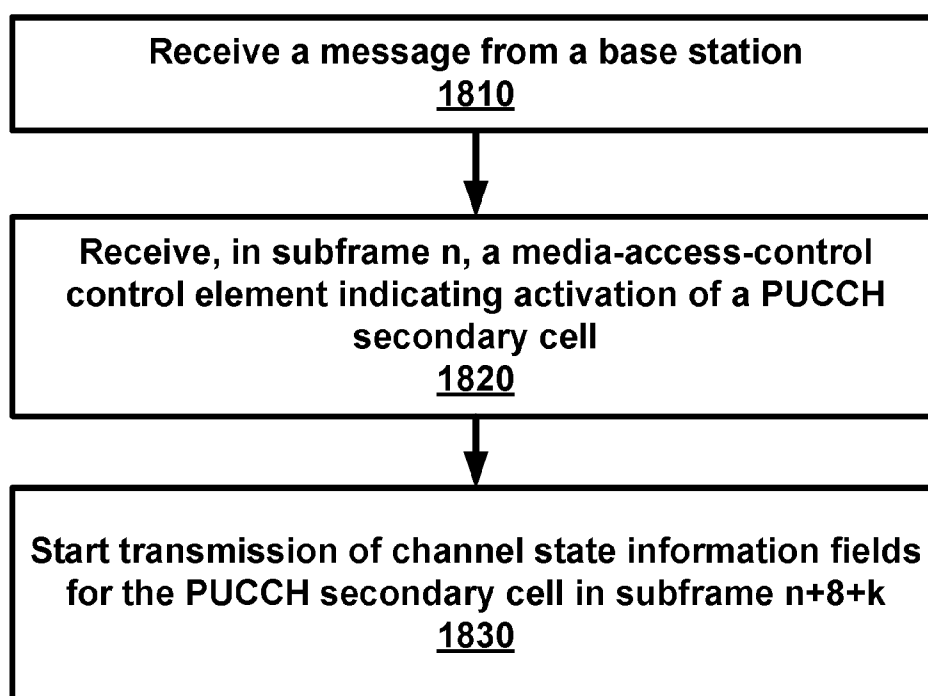 Receive a message from a base station
1810
Receive, in subframe n, a media-access-control
control element indicating activation of a PUCCH
secondary cell
1820
Start transmission of channel state information fields
for the PUCCH secondary cell in subframe n+8+k
1830